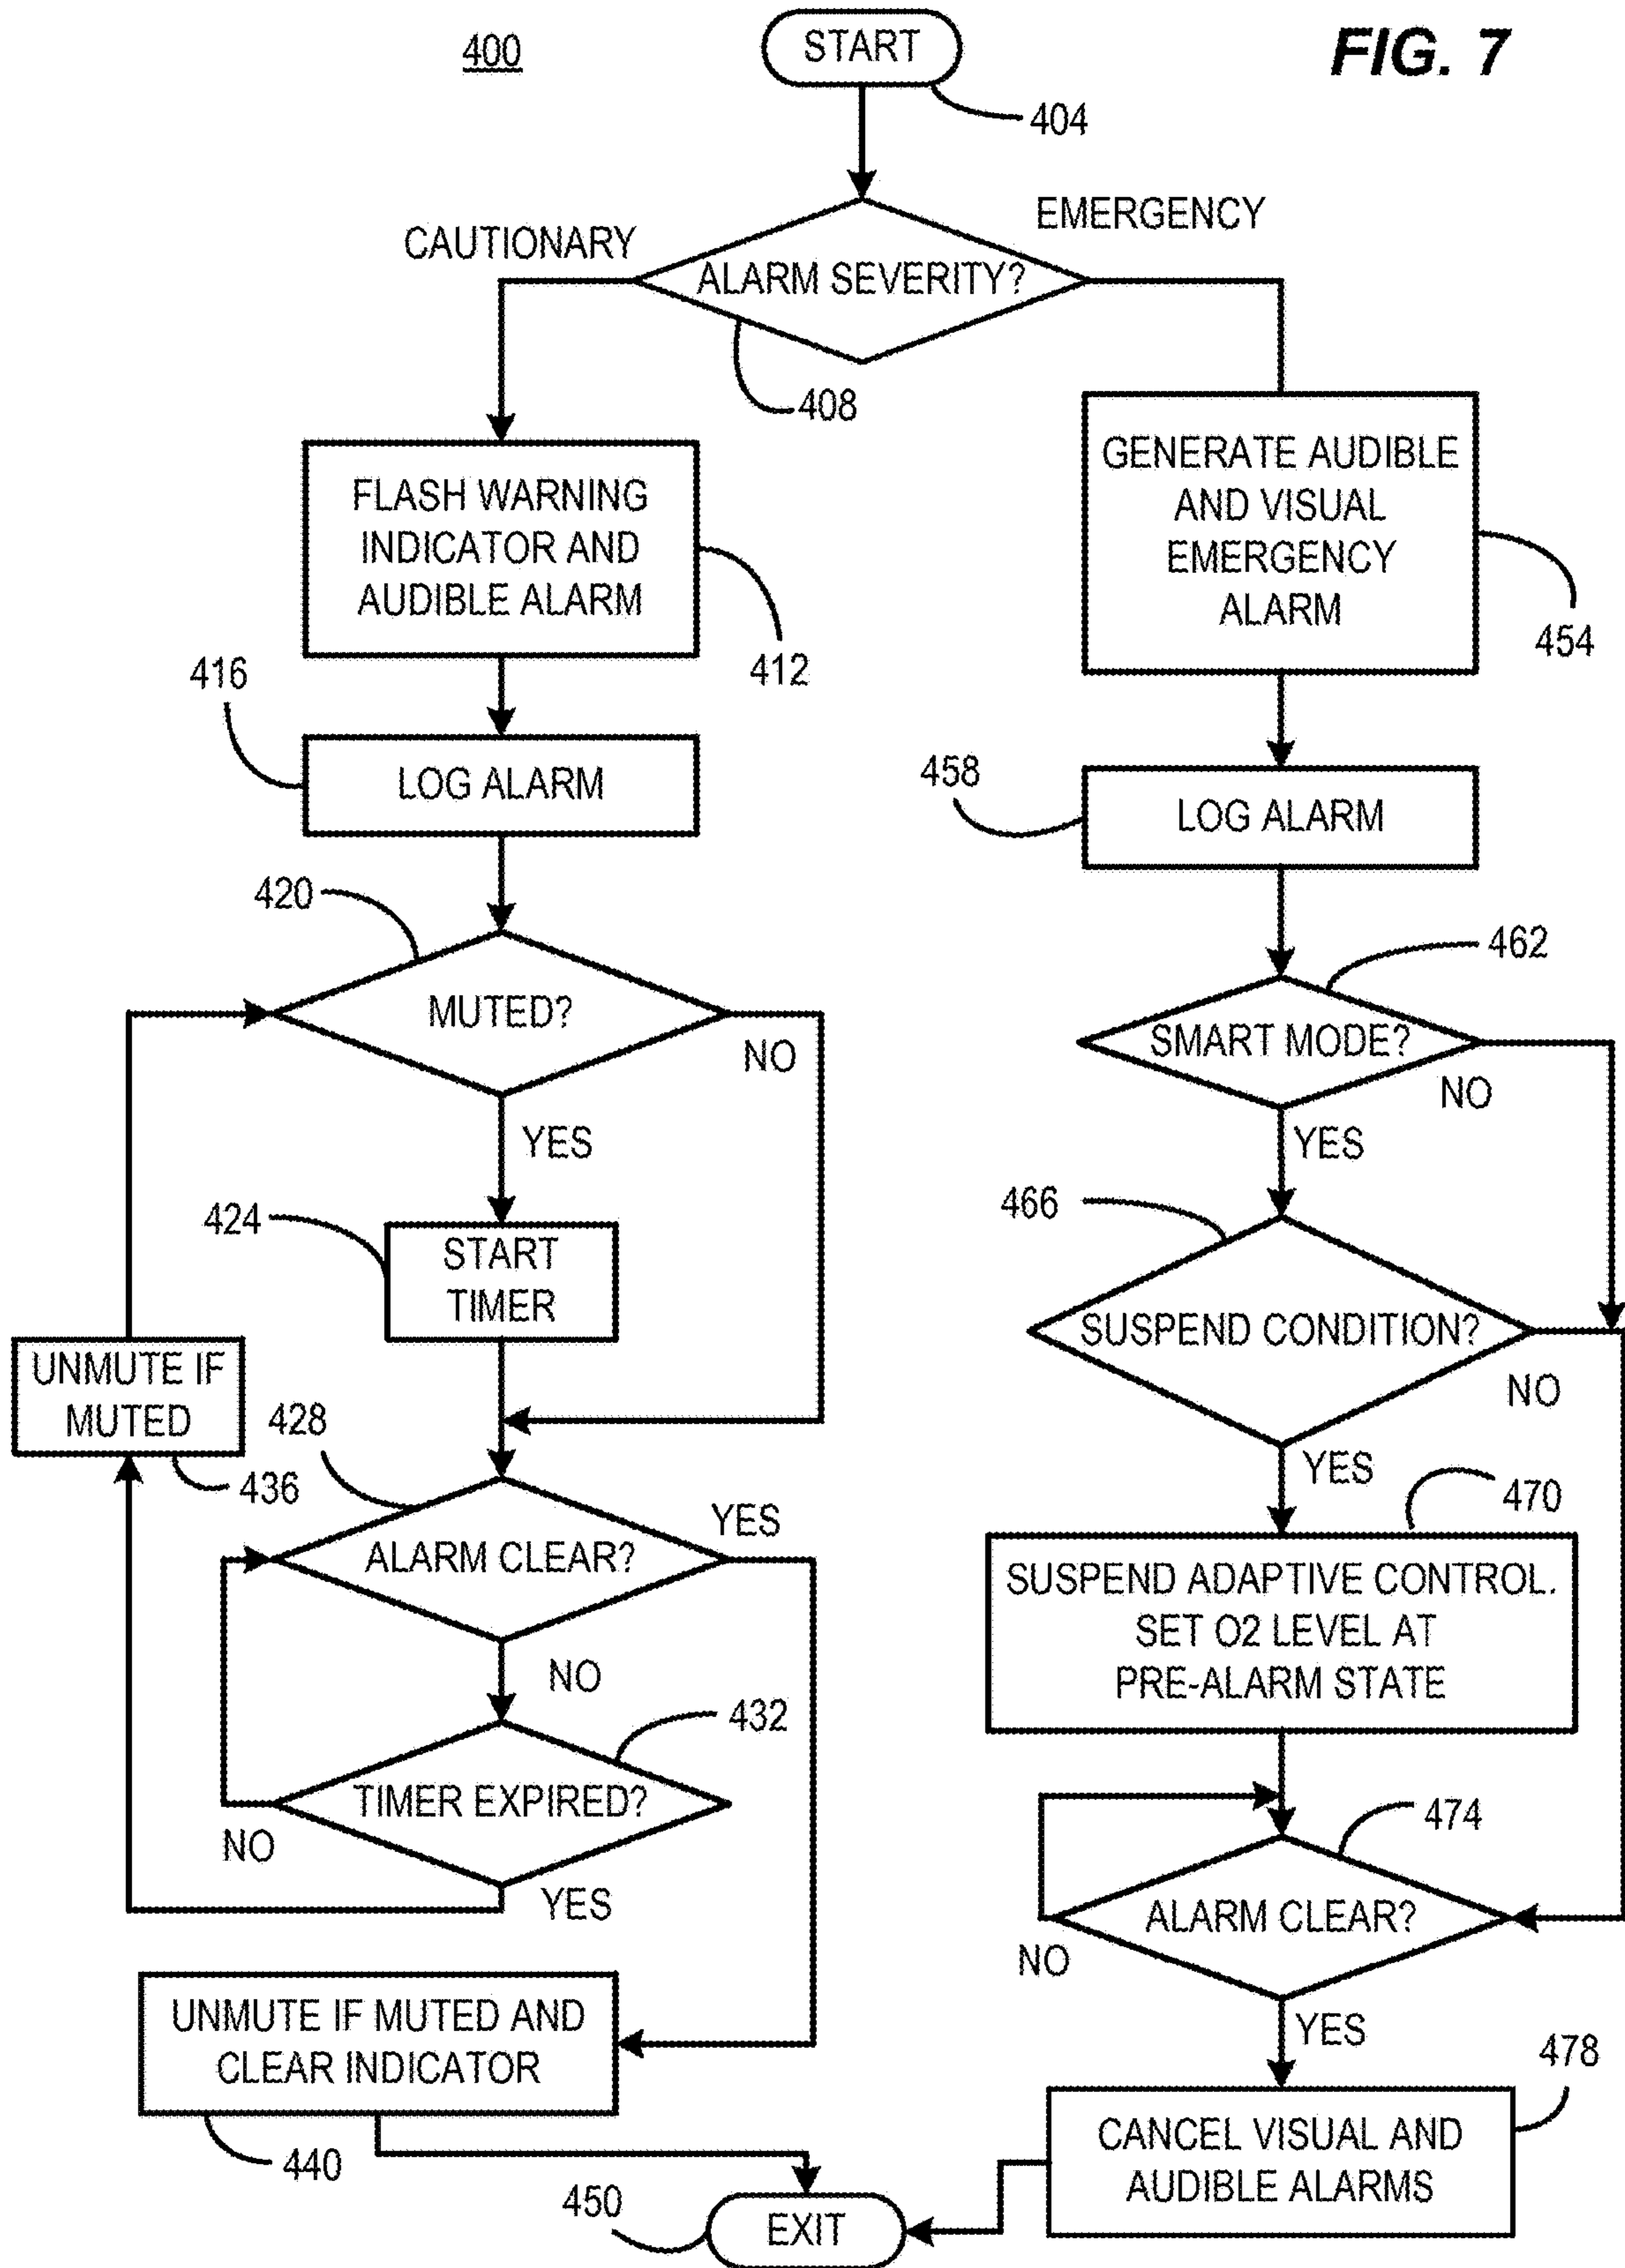 400
START
FIG. 7
404
CAUTIONARY
EMERGENCY
ALARM SEVERITY?
408
FLASH WARNING
INDICATOR AND
AUDIBLE ALARM
412
GENERATE AUDIBLE
AND VISUAL
EMERGENCY
ALARM
454
416
LOG ALARM
458
LOG ALARM
420
MUTED?
NO
YES
462
SMART MODE?
NO
YES
424
START
TIMER
466
SUSPEND CONDITION?
NO
YES
UNMUTE IF
MUTED
436
428
ALARM CLEAR?
YES
NO
470
SUSPEND ADAPTIVE CONTROL.
SET O2 LEVEL AT
PRE-ALARM STATE
432
TIMER EXPIRED?
NO
YES
474
ALARM CLEAR?
NO
YES
UNMUTE IF MUTED AND
CLEAR INDICATOR
440
478
CANCEL VISUAL AND
AUDIBLE ALARMS
450
EXIT